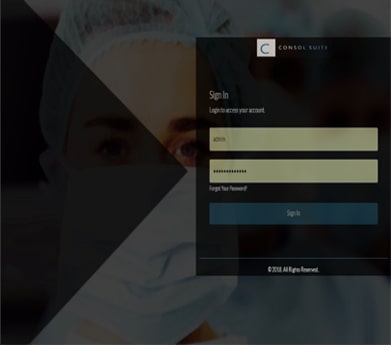 C CONSOL SUITE
Sign In
Login to access your account.
admin
Forgot Your Password?
Sign In
© 2018. All Rights Reserved.